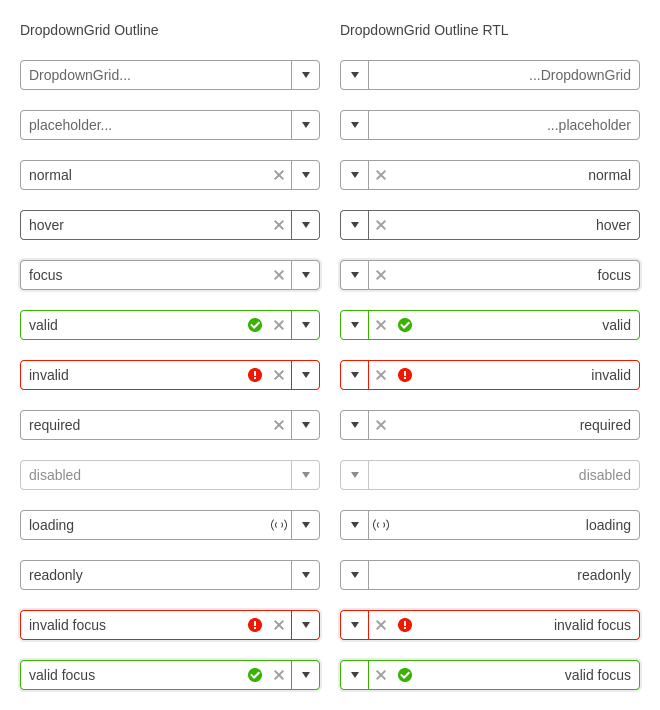 DropdownGrid Outline
DropdownGrid Outline RTL
DropdownGrid...
...DropdownGrid
placeholder...
...placeholder
normal
normal
hover
hover
focus
focus
valid
valid
invalid
invalid
required
required
disabled
disabled
loading
loading
readonly
readonly
invalid focus
invalid focus
valid focus
valid focus